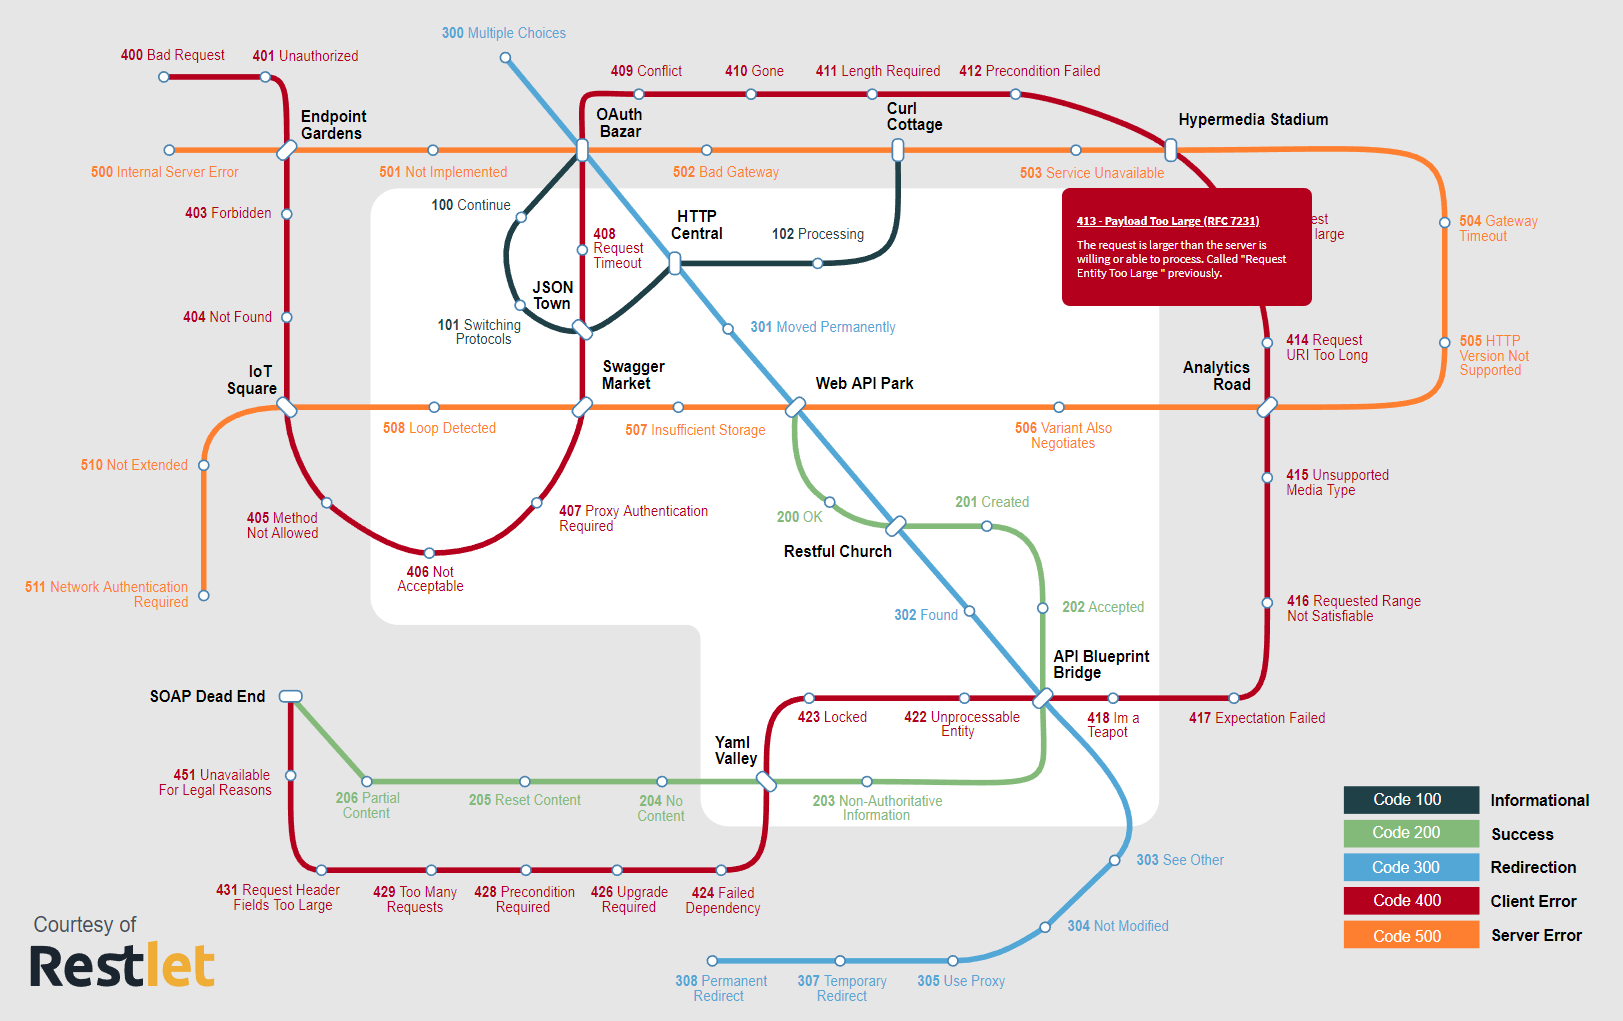 300 Multiple Choices
400 Bad Request
401 Unauthorized
409 Conflict
410 Gone
411 Length Required
412 Precondition Failed
Endpoint
Gardens
OAuth
Bazar
Curl
Cottage
Hypermedia Stadium
500 Internal Server Error
501 Not Implemented
502 Bad Gateway
503 Service Unavailable
403 Forbidden
100 Continue
408
Request
Timeout
HTTP
Central
102 Processing
413 - Payload Too Large (RFC 7231)
The request is larger than the server is
willing or able to process. Called "Request
Entity Too Large " previously.
est
large
504 Gateway
Timeout
JSON
Town
404 Not Found
101 Switching
Protocols
301 Moved Permanently
414 Request
URI Too Long
505 HTTP
Version Not
Supported
IoT
Square
Swagger
Market
Web API Park
Analytics
Road
508 Loop Detected
507 Insufficient Storage
506 Variant Also
Negotiates
510 Not Extended
415 Unsupported
Media Type
405 Method
Not Allowed
407 Proxy Authentication
Required
200 OK
201 Created
Restful Church
406 Not
Acceptable
511 Network Authentication
Required
302 Found
202 Accepted
416 Requested Range
Not Satisfiable
API Blueprint
Bridge
SOAP Dead End
423 Locked
422 Unprocessable
Entity
418 Im a
Teapot
417 Expectation Failed
Yaml
Valley
451 Unavailable
For Legal Reasons
206 Partial
Content
205 Reset Content
204 No
Content
203 Non-Authoritative
Information
Code 100 Informational
Code 200 Success
Code 300 Redirection
Code 400 Client Error
Code 500 Server Error
303 See Other
431 Request Header
Fields Too Large
429 Too Many
Requests
428 Precondition
Required
426 Upgrade
Required
424 Failed
Dependency
304 Not Modified
Courtesy of
Restlet
308 Permanent
Redirect
307 Temporary
Redirect
305 Use Proxy